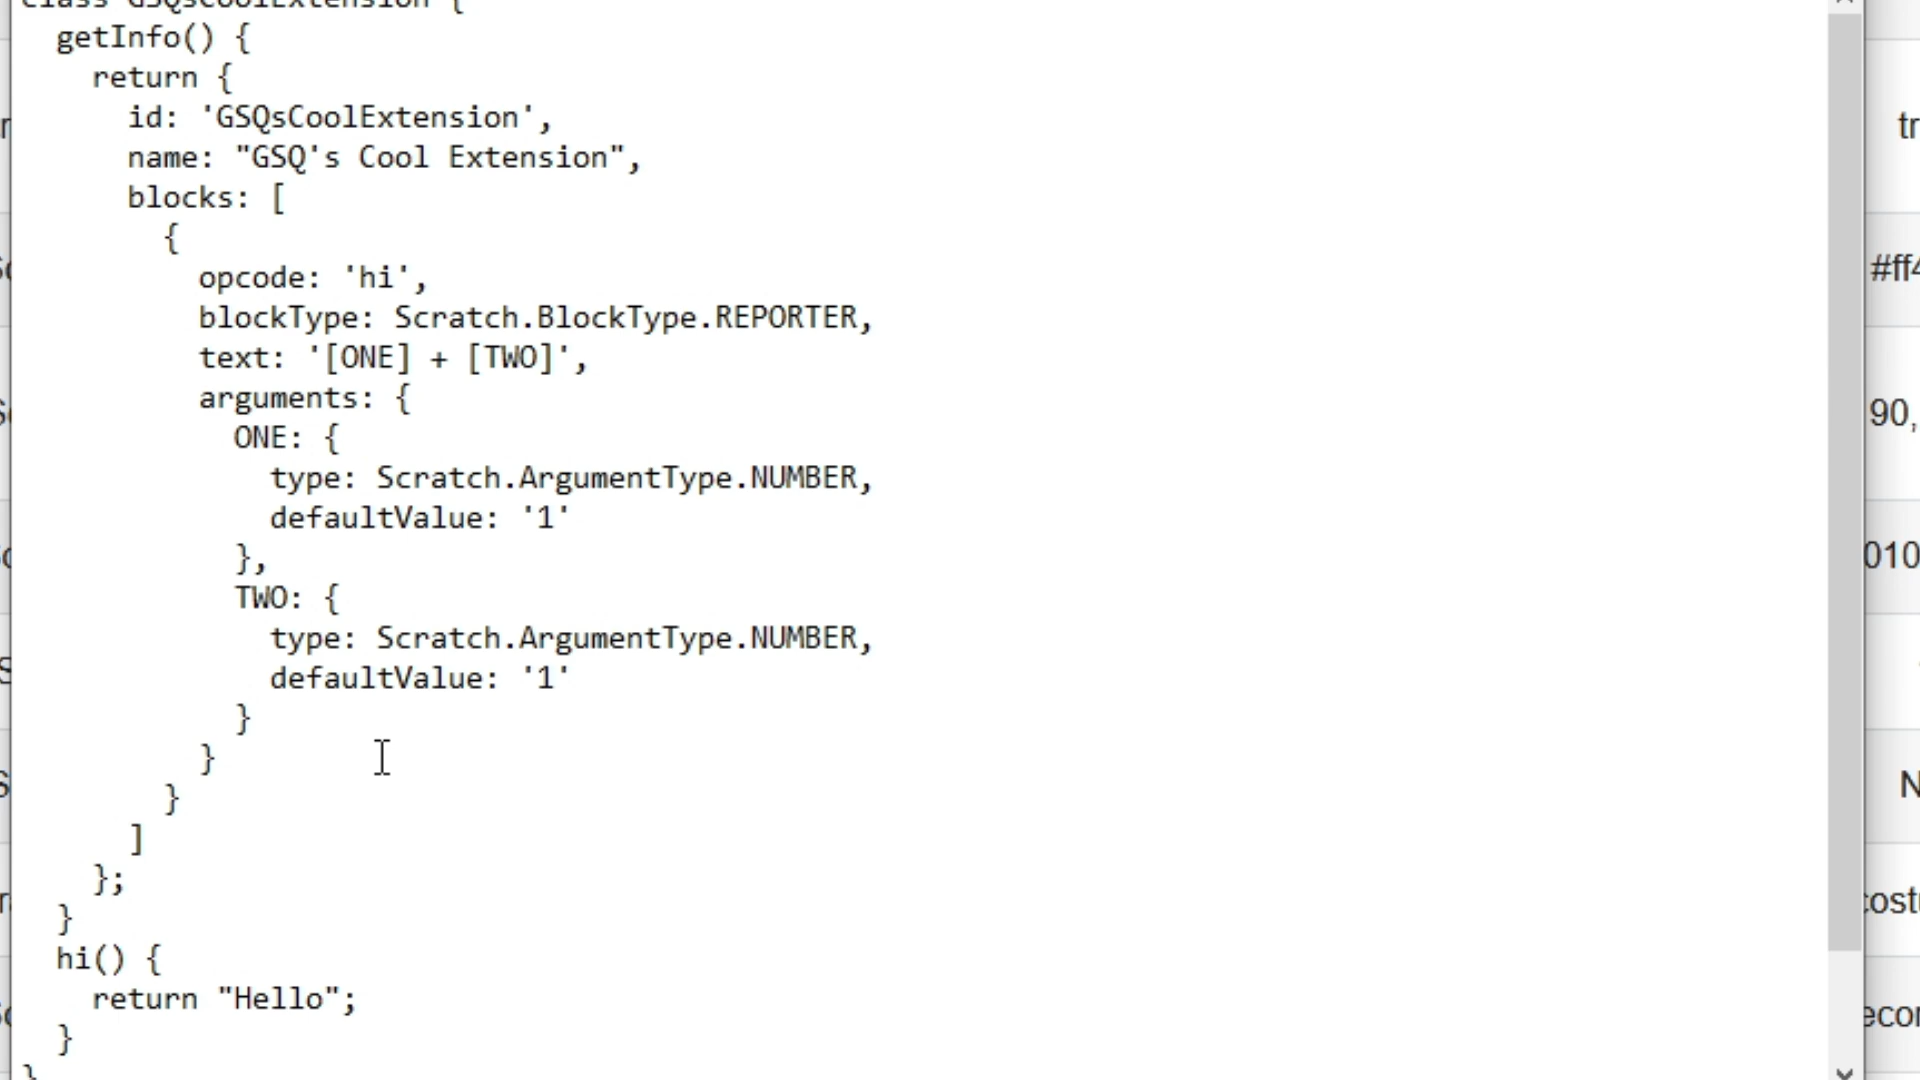 class GSQsCoolExtension {
getInfo() {
return {
id: 'GSQsCoolExtension',
name: "GSQ's Cool Extension",
blocks: [
{
opcode: 'hi',
blockType: Scratch.BlockType.REPORTER,
text: '[ONE] + [TWO]',
arguments: {
ONE: {
type: Scratch.ArgumentType.NUMBER,
defaultValue: '1'
},
TWO: {
type: Scratch.ArgumentType.NUMBER,
defaultValue: '1'
}
}
}
]
};
}
hi() {
return "Hello";
}
}
tr
#ff4
90,
010
N